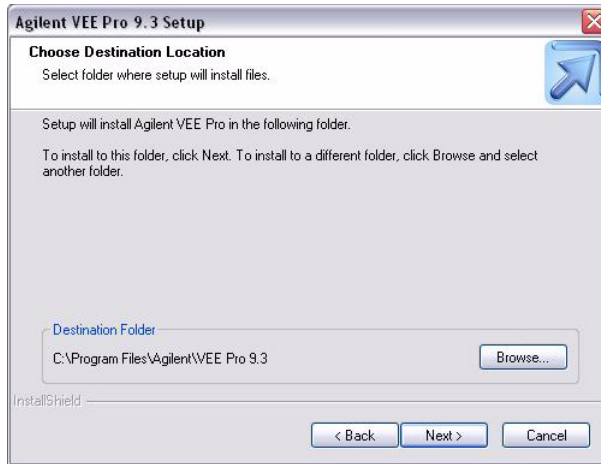 Agilent VEE Pro 9.3 Setup
Choose Destination Location
Select folder where setup will install files.
Setup will install Agilent VEE Pro in the following folder.
To install to this folder, click Next. To install to a different folder, click Browse and select
another folder.
Destination Folder
C:\Program Files\Agilent\VEE Pro 9.3
Browse...
InstallShield
< Back
Next >
Cancel